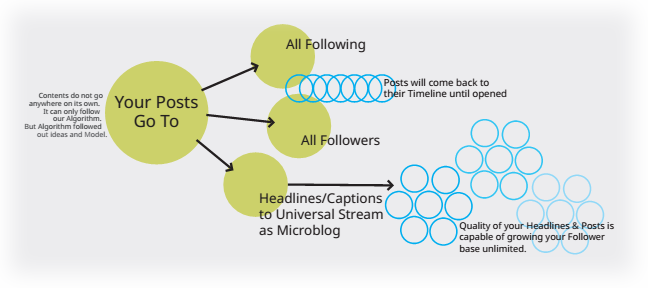 All Following
Posts will come back to
their Timeline until opened
Contents do not go
anywhere on its own.
It can only follow
our Algorithm.
But Algorithm followed
out ideas and Model.
Your Posts
Go To
All Followers
Headlines/Captions
to Universal Stream
as Microblog
Quality of your Headlines & Posts is
capable of growing your Follower
base unlimited.